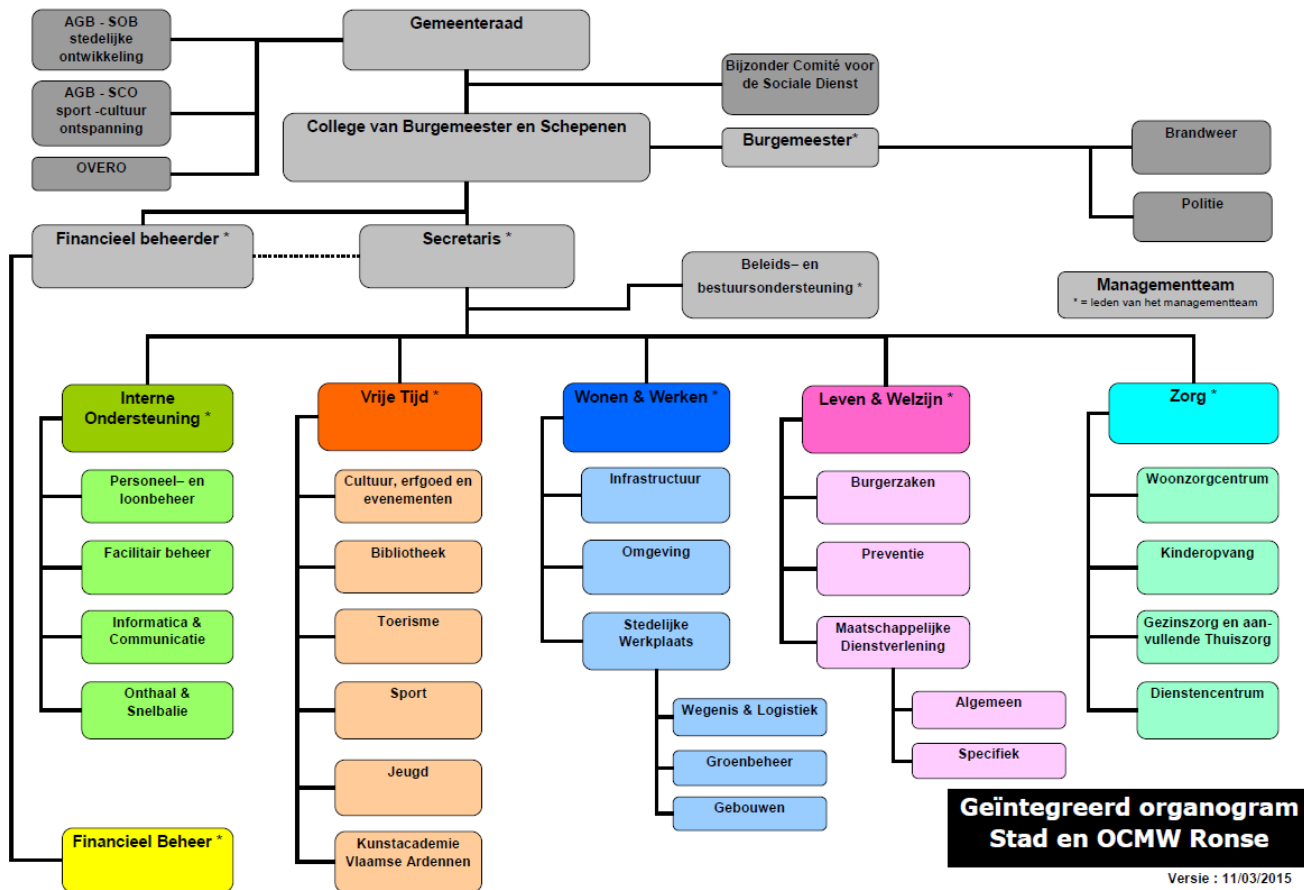 AGB - SOB
stedelijke
ontwikkeling
Gemeenteraad
Bijzonder Comité voor
de Sociale Dienst
AGB - SCO
sport -cultuur
ontspanning
College van Burgemeester en Schepenen
Burgemeester*
Brandweer
OVERO
Politie
Financieel beheerder *
Secretaris *
Beleids– en
bestuursondersteuning *
Managementteam
* = leden van het managementteam
Interne
Ondersteuning *
Personeel– en
loonbeheer
Facilitair beheer
Informatica &
Communicatie
Onthaal &
Snelbalie
Financieel Beheer *
Vrije Tijd *
Cultuur, erfgoed en
evenementen
Bibliotheek
Toerisme
Sport
Jeugd
Kunstacademie
Vlaamse Ardennen
Wonen & Werken *
Infrastructuur
Omgeving
Stedelijke
Werkplaats
Wegenis & Logistiek
Groenbeheer
Gebouwen
Leven & Welzijn *
Burgerzaken
Preventie
Maatschappelijke
Dienstverlening
Algemeen
Specifiek
Zorg *
Woonzorgcentrum
Kinderopvang
Gezinszorg en aan-
vullende Thuiszorg
Dienstencentrum
Geïntegreerd organogram
Stad en OCMW Ronse
Versie : 11/03/2015